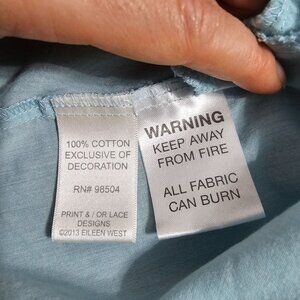 100% COTTON
EXCLUSIVE OF
DECORATION
RN# 98504
PRINT & / OR LACE
DESIGNS
©2013 EILEEN WEST
WARNING
KEEP AWAY
FROM FIRE
ALL FABRIC
CAN BURN